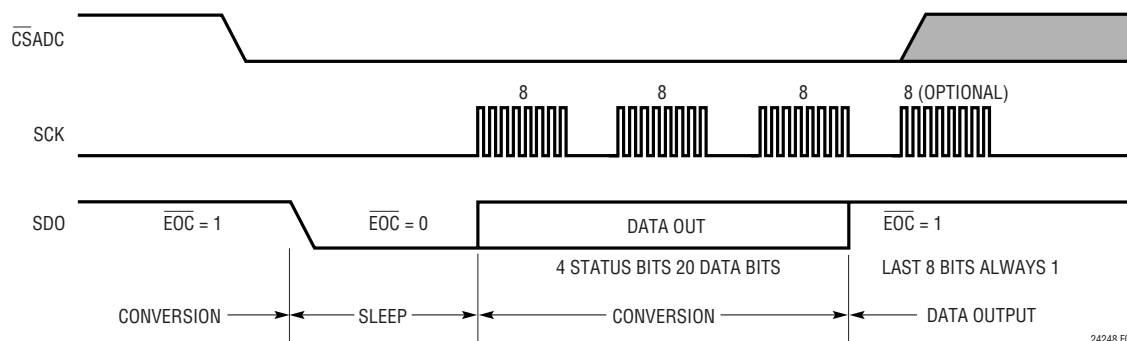 CSADC
8 8 8 8 (OPTIONAL)
SCK
SDO EOC = 1 EOC = 0 DATA OUT EOC = 1
4 STATUS BITS 20 DATA BITS LAST 8 BITS ALWAYS 1
CONVERSION SLEEP CONVERSION DATA OUTPUT